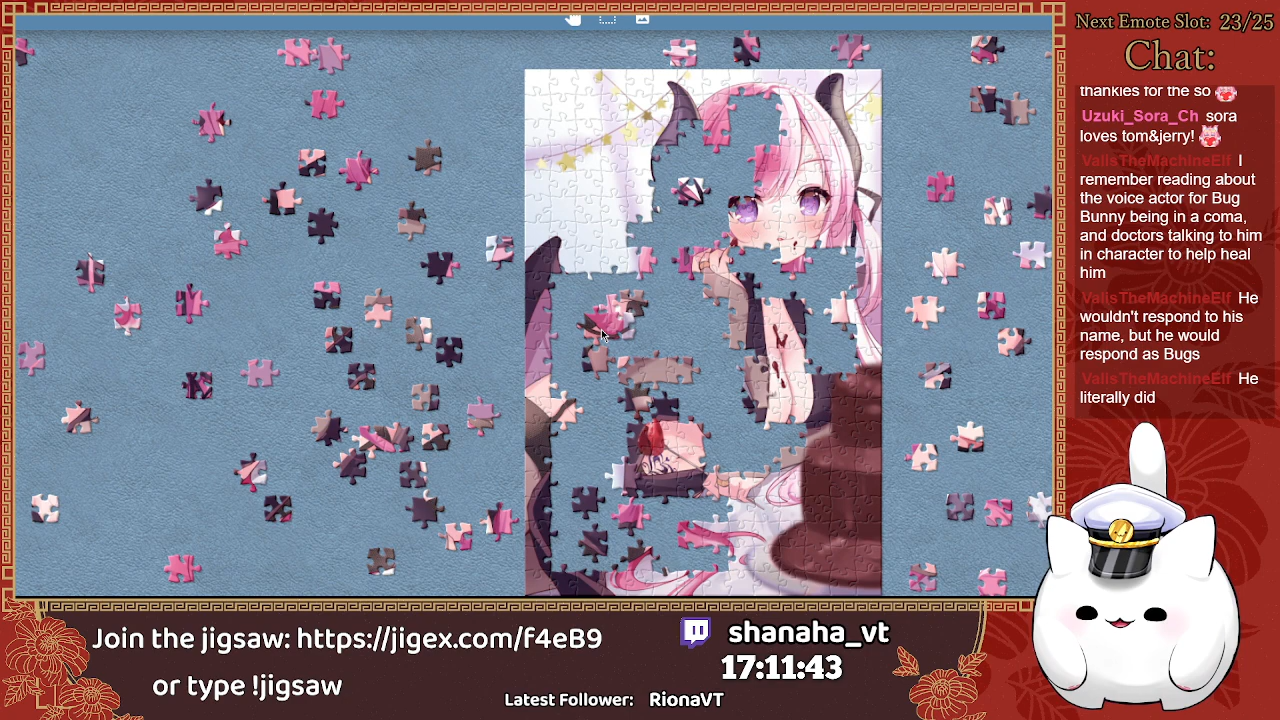 Next Emote Slot: 23/25
Chat:
thankies for the so
Uzuki_Sora_Ch sora
loves tom&jerry!
ValisTheMachineElf I
remember reading about
the voice actor for Bug
Bunny being in a coma,
and doctors talking to him
in character to help heal
him
ValisTheMachineElf He
wouldn't respond to his
name, but he would
respond as Bugs
ValisTheMachineElf He
literally did
Join the jigsaw: https://jigex.com/f4eB9
or type !jigsaw
shanaha_vt
17:11:43
Latest Follower: RionaVT